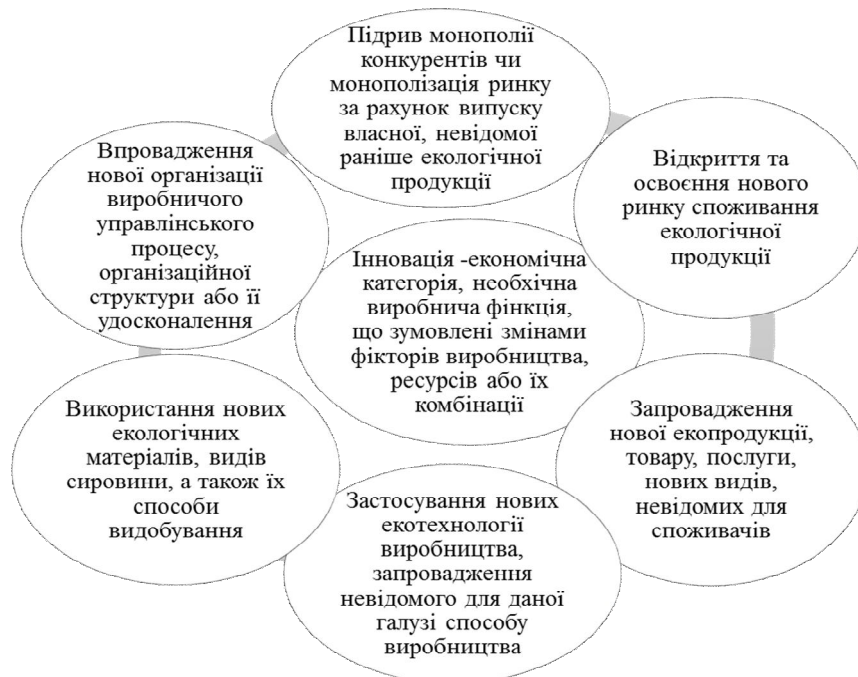 Підрив монополії
конкурентів чи
монополізація ринку
за рахунок випуску
власної, невідомої
раніше екологічної
продукції
Відкриття та
освоєння нового
ринку споживання
екологічної
продукції
Запровадження
нової екопродукції,
товару, послуги,
нових видів,
невідомих для
споживачів
Застосування нових
екотехнології
виробництва,
запровадження
невідомого для даної
галузі способу
виробництва
Використання нових
екологічних
матеріалів, видів
сировини, а також їх
способи
видобування
Впровадження
нової організації
виробничого
управлінського
процесу,
організаційної
структури або її
удосконалення
Інновація -економічна
категорія, необхічна
виробнича фінкція,
що зумовлені змінами
фікторів виробництва,
ресурсів або їх
комбінації